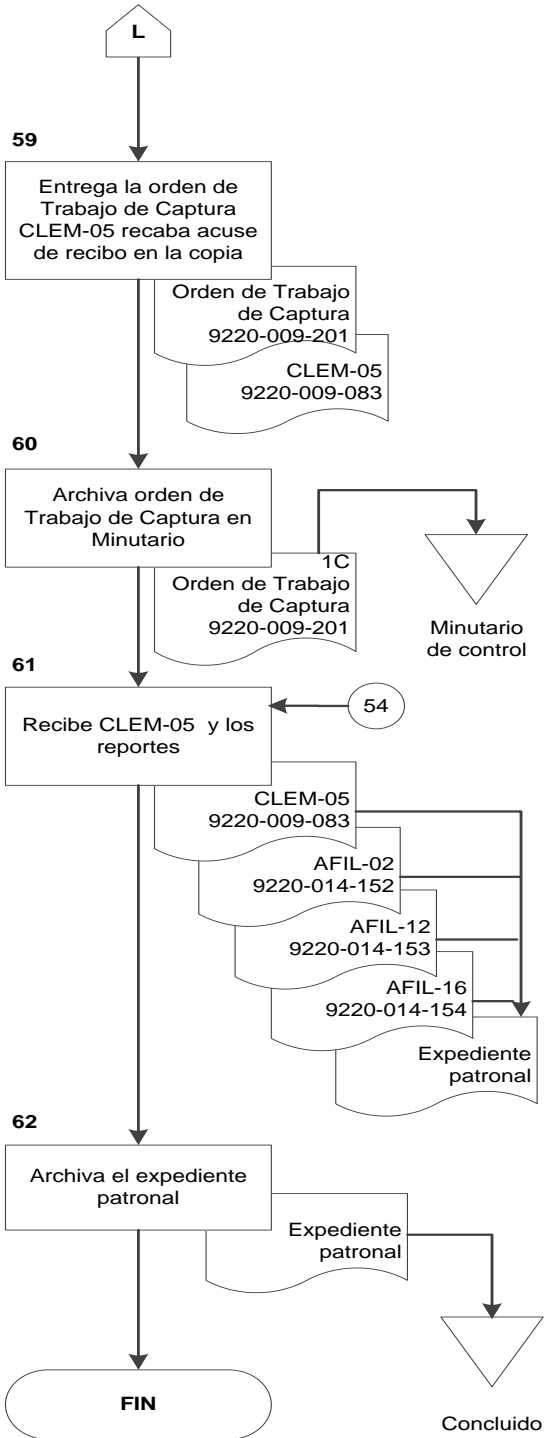 L
59
Entrega la orden de
Trabajo de Captura
CLEM-05 recaba acuse
de recibo en la copia
Orden de Trabajo
de Captura
9220-009-201
CLEM-05
9220-009-083
60
Archiva orden de
Trabajo de Captura en
Minutario
1C
Orden de Trabajo
de Captura
9220-009-201
Minutario
de control
61
Recibe CLEM-05 y los
reportes
54
CLEM-05
9220-009-083
AFIL-02
9220-014-152
AFIL-12
9220-014-153
AFIL-16
9220-014-154
Expediente
patronal
62
Archiva el expediente
patronal
Expediente
patronal
FIN
Concluido